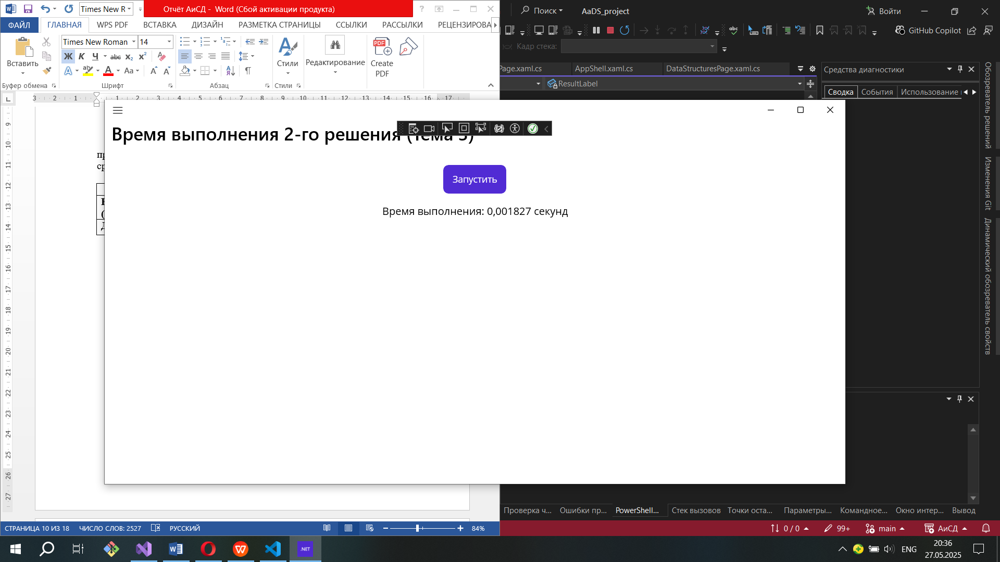 Times New R
Отчёт АиСД - Word (Сбой активации продукта)
Поиск
AaDS_project
Войти
ФАЙЛ ГЛАВНАЯ WPS PDF ВСТАВКА ДИЗАЙН РАЗМЕТКА СТРАНИЦЫ ССЫЛКИ РАССЫЛКИ РЕЦЕНЗИРОВА
GitHub Copilot
Times New Roman 14
Кадр стека:
Вставить
Ж К Ч abc x₂ x²
Стили
Редактирование
Create
PDF
Aa
Буфер обмена Шрифт Абзац Стили
Page.xaml.cs AppShell.xaml.cs DataStructuresPage.xaml.cs
ResultLabel
Средства диагностики
Сводка События Использование
3 2 1 1 2 3 4 5 6 7 8 9 10 11 12 13 14 15 16 17
Обозреватель решений
Изменения Git
Динамический обозреватель свойств
9
10
11
12
13
14
15
16
17
18
19
20
21
22
23
24
25
26
27
Время выполнения 2-го решения (Тема 3)
Запустить
Время выполнения: 0,001827 секунд
пр
ср
Проверка ч... Ошибки пр... PowerShell... Стек вызовов Точки оста... Параметры... Командное... Окно интер... Вывод
СТРАНИЦА 10 ИЗ 18 ЧИСЛО СЛОВ: 2527 РУССКИЙ 84%
0 / 0 99+ main АиСД
.NET
ENG
20:36
27.05.2025